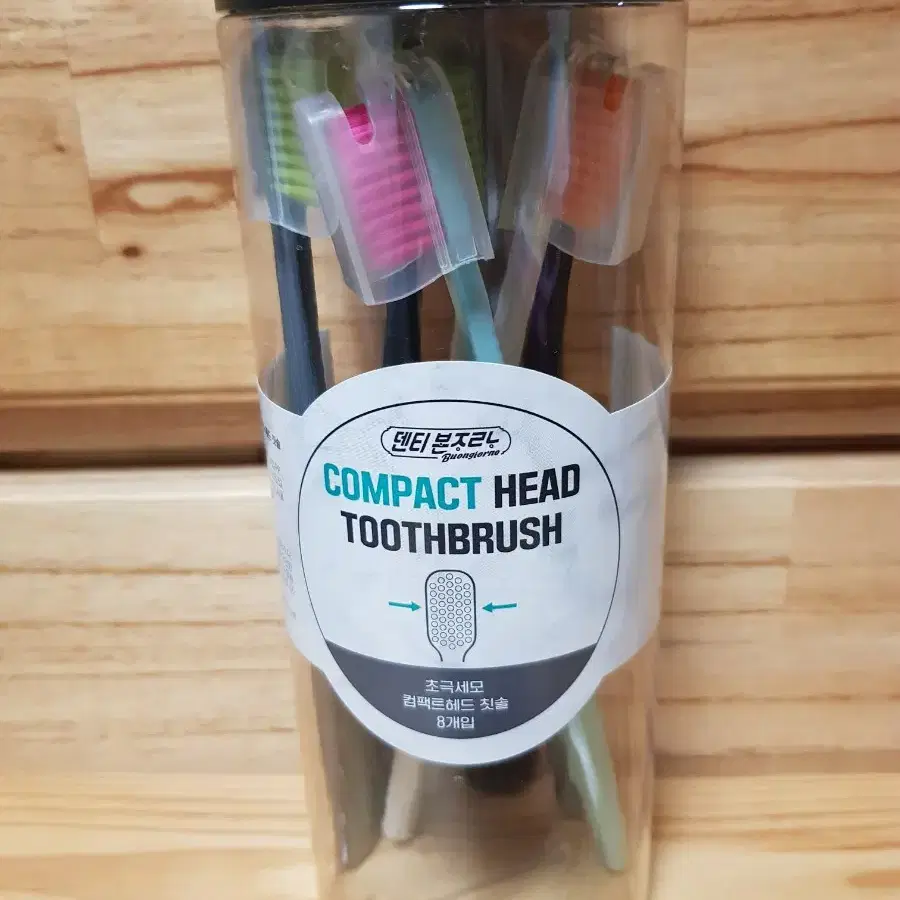 덴티본조르노
Buongiorno
COMPACT HEAD
TOOTHBRUSH
초극세모
컴팩트헤드 칫솔
8개입